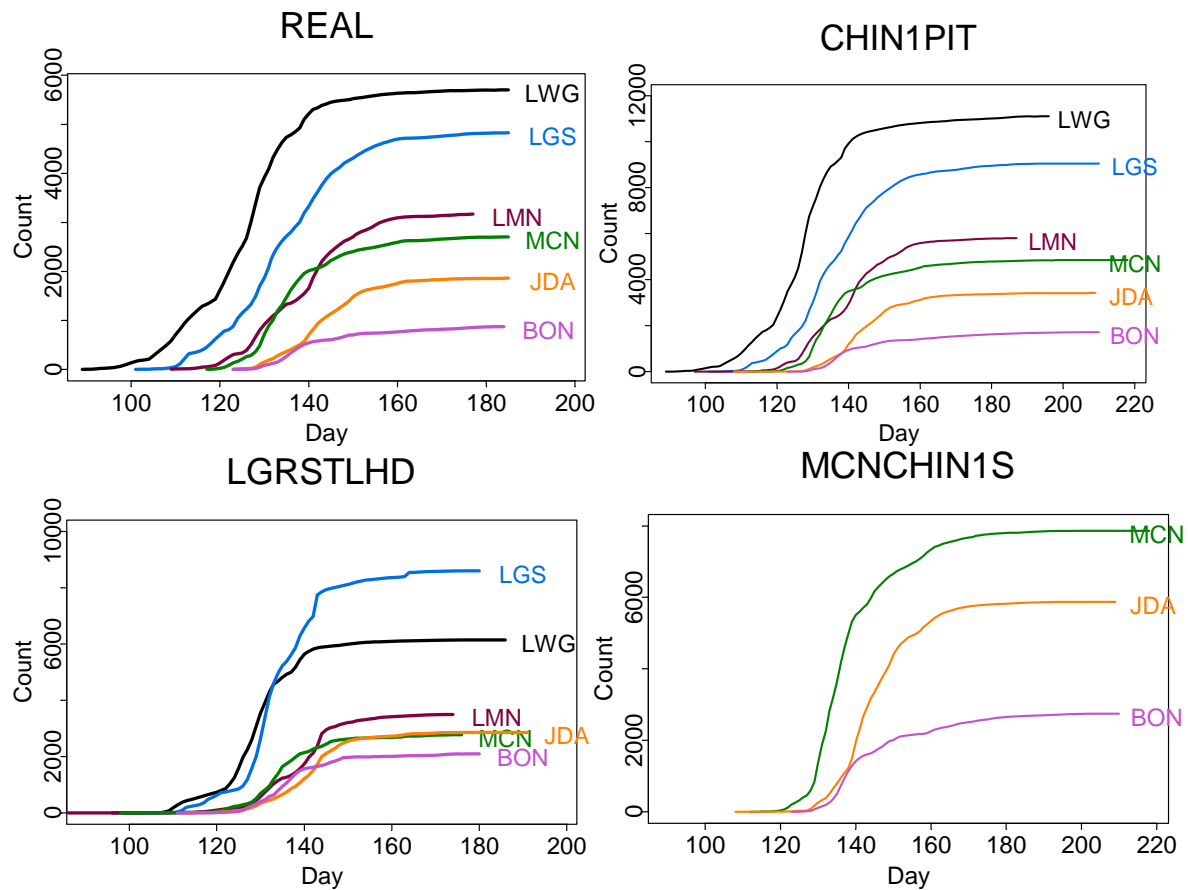 REAL
6000
4000
2000
0
Count
LWG
LGS
LMN
MCN
JDA
BON
100 120 140 160 180 200
Day
CHIN1PIT
12000
8000
4000
0
Count
LWG
LGS
LMN
MCN
JDA
BON
100 120 140 160 180 200 220
Day
LGRSTLHD
10000
6000
2000
0
Count
LGS
LWG
LMN
JDA
MCN
BON
100 120 140 160 180 200
Day
MCNCHIN1S
6000
2000
0
Count
MCN
JDA
BON
100 120 140 160 180 200 220
Day